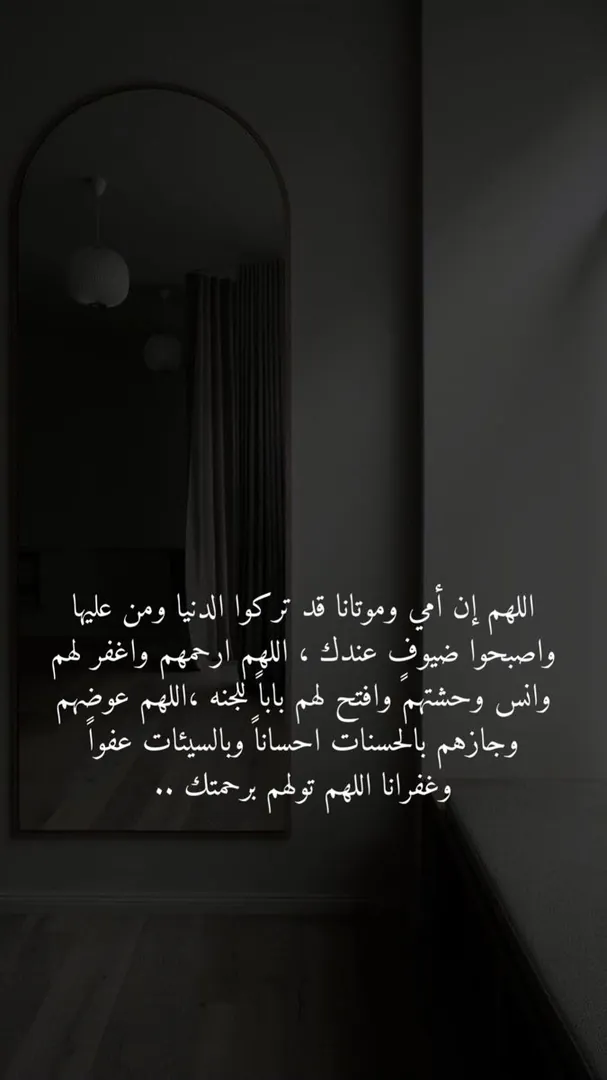 اللهم إن أمي وموتانا قد تركوا الدنيا ومن عليها
واصبحوا ضيوفٍ عندك ، اللهم ارحمهم واغفر لهم
وانس وحشتهمٍ وافتح لهم باباً للجنه ،اللهم عوضهم
وجازهم بالحسنات احساناً وبالسيئات عفواً
وغفرانا اللهم تولهم برحمتك ..